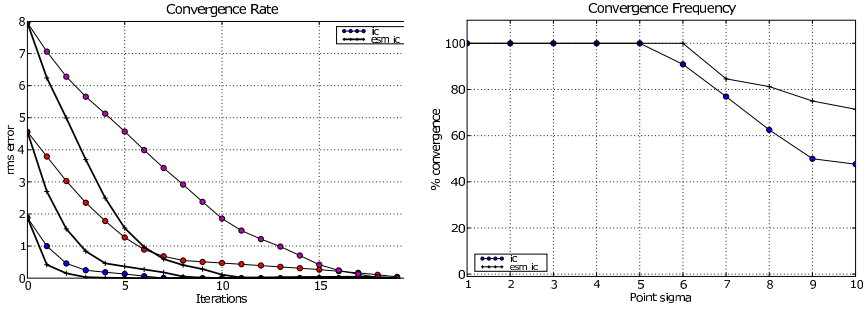 Convergence Rate
ic
esm ic
8
7
6
5
4
3
2
1
0
rms error
0 5 10 15
Iterations
Convergence Frequency
100
80
60
40
20
0
% convergence
ic
esm ic
1 2 3 4 5 6 7 8 9 10
Point sigma